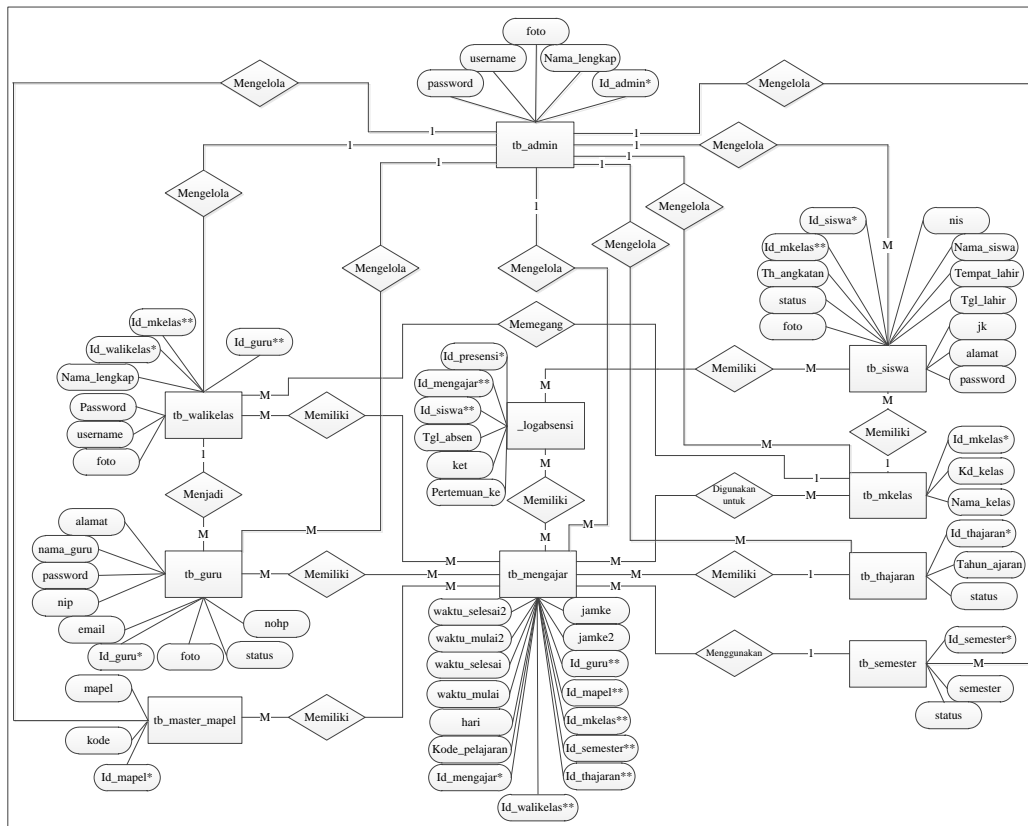 foto
username
Nama_lengkap
password
Id_admin*
Mengelola
Mengelola
1
1
tb_admin
1
1
Mengelola
1
1
1
1
Mengelola
Mengelola
Id_siswa*
nis
Mengelola
Id_mkelas**
Nama_siswa
M
Mengelola
Mengelola
Th_angkatan
Tempat_lahir
status
Tgl_lahir
foto
jk
alamat
password
tb_siswa
Id_mkelas**
Id_walikelas*
Id_guru**
Nama_lengkap
Password
username
foto
tb_walikelas
M
Memegang
M
Memiliki
Id_presensi*
Id_mengajar**
Id_siswa**
Tgl_absen
ket
Pertemuan_ke
M
_logabsensi
Memiliki
M
M
Memiliki
1
1
Menjadi
M
M
Memiliki
M
M
1
Id_mkelas*
Kd_kelas
Nama_kelas
tb_mkelas
Digunakan
untuk
M
M
alamat
nama_guru
password
nip
email
Id_guru*
foto
status
nohp
tb_guru
M
M
Memiliki
M
M
M
tb_mengajar
M
M
Memiliki
1
M
tb_thajaran
Id_thajaran*
Tahun_ajaran
status
M
Menggunakan
1
tb_semester
M
Id_semester*
semester
status
mapel
kode
Id_mapel*
tb_master_mapel
M
Memiliki
M
waktu_selesai2
jamke
waktu_mulai2
jamke2
waktu_selesai
Id_guru**
waktu_mulai
Id_mapel**
hari
Id_mkelas**
Kode_pelajaran
Id_semester**
Id_mengajar*
Id_thajaran**
Id_walikelas**